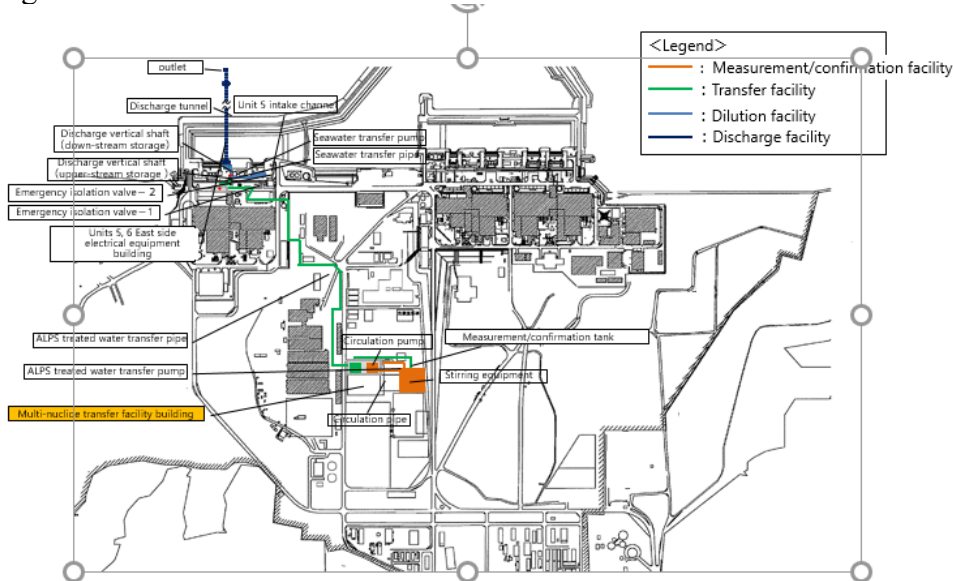 <Legend>
: Measurement/confirmation facility
: Transfer facility
: Dilution facility
: Discharge facility
outlet
Discharge tunnel
Unit 5 intake channel
Discharge vertical shaft
(down-stream storage)
Seawater transfer pump
Seawater transfer pipe
Discharge vertical shaft
(upper-stream storage)
Emergency isolation valve－2
Emergency isolation valve－1
Units 5, 6 East side
electrical equipment
building
ALPS treated water transfer pipe
Circulation pump
Measurement/confirmation tank
ALPS treated water transfer pump
Stirring equipment
Multi-nuclide transfer facility building
Circulation pipe